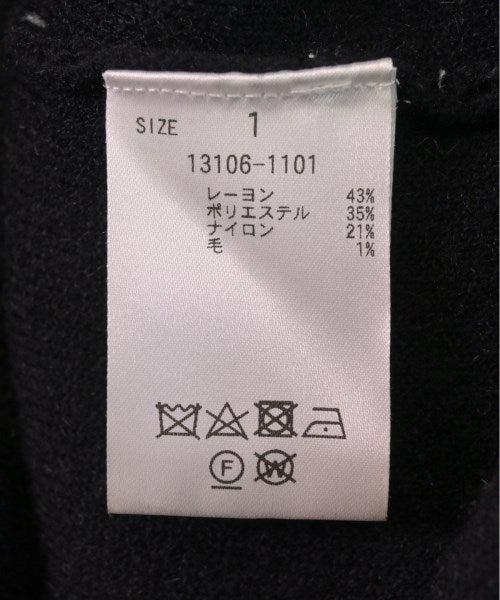 SIZE 1
13106-1101
レーヨン 43%
ポリエステル 35%
ナイロン 21%
毛 1%
F W